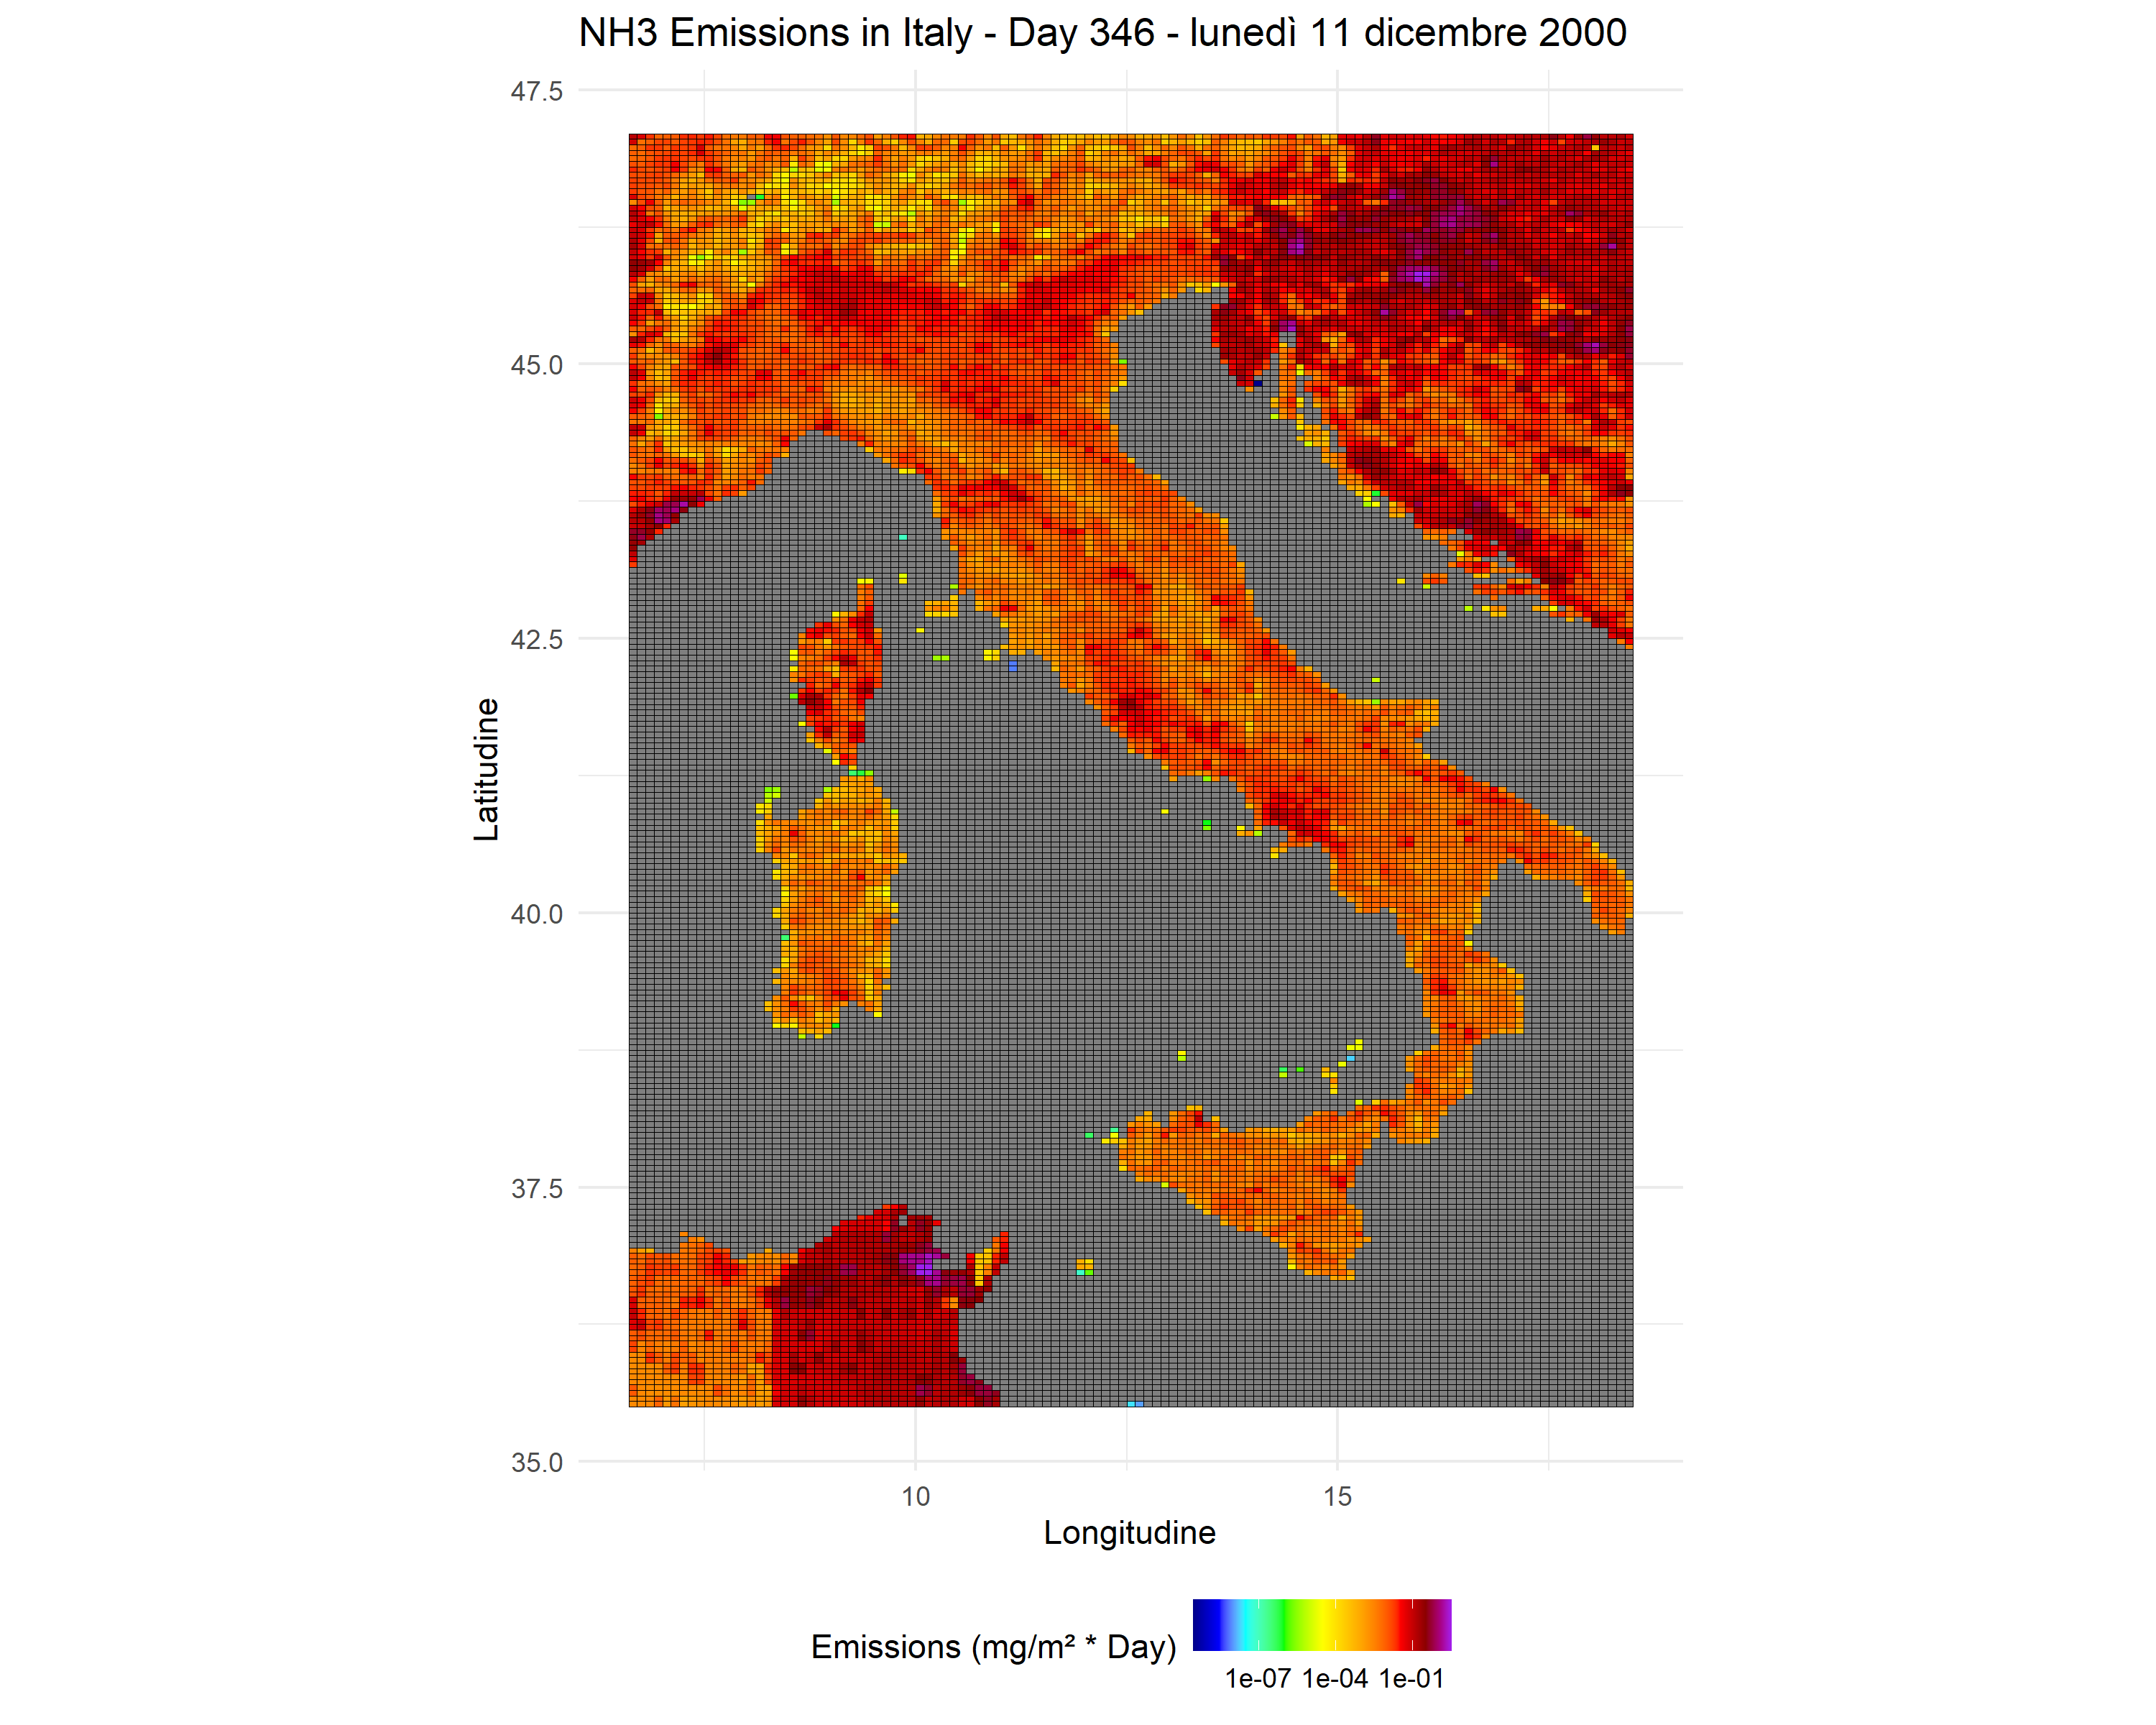 NH3 Emissions in Italy - Day 346 - lunedì 11 dicembre 2000
47.5
45.0
42.5
40.0
37.5
35.0
Latitudine
10 15
Longitudine
Emissions (mg/m² * Day)
1e-07 1e-04 1e-01